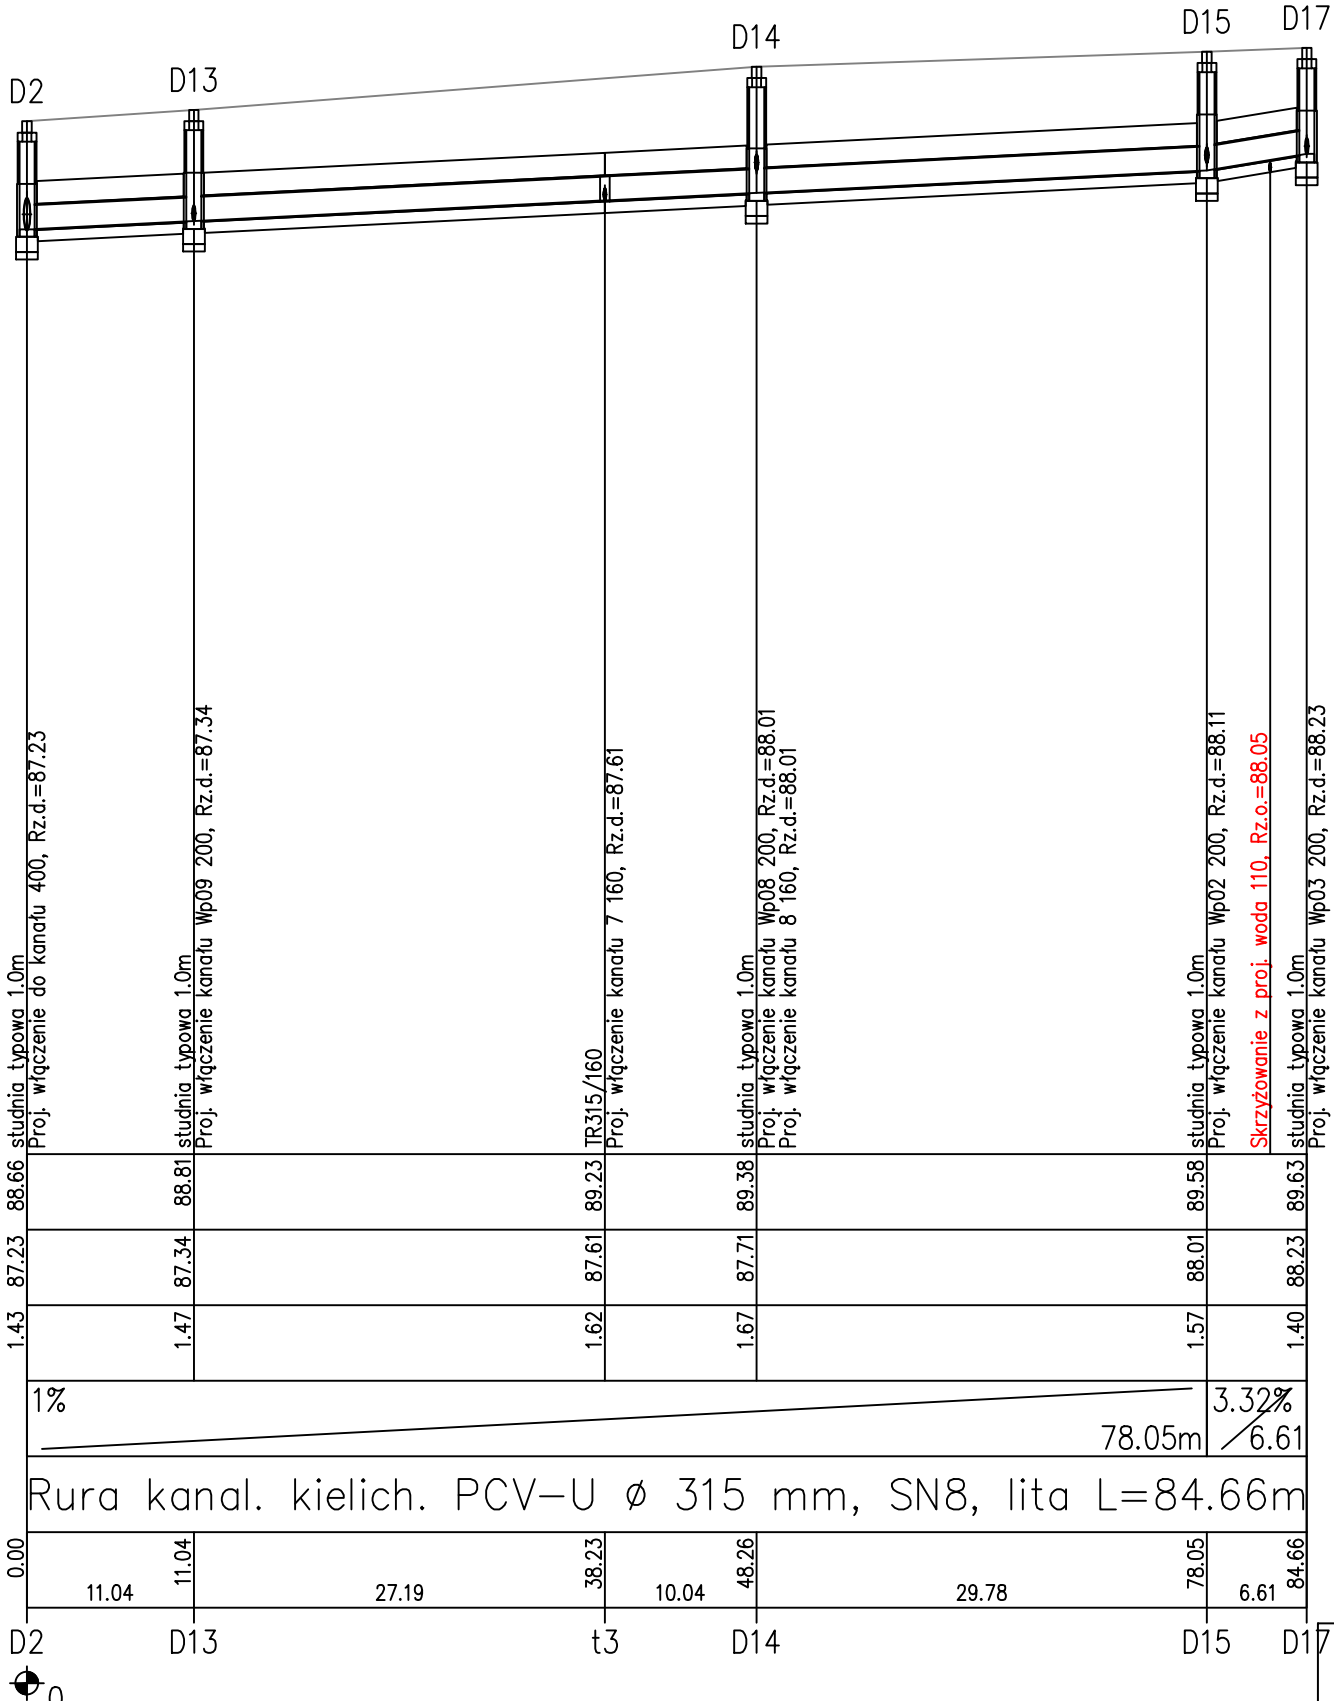 D2
D13
D14
D15
D17
studnia typowa 1.0m
Proj. włączenie do kanału 400, Rz.d.=87.23
studnia typowa 1.0m
Proj. włączenie kanału Wp09 200, Rz.d.=87.34
TR315/160
Proj. włączenie kanału 7 160, Rz.d.=87.61
studnia typowa 1.0m
Proj. włączenie kanału Wp08 200, Rz.d.=88.01
Proj. włączenie kanału 8 160, Rz.d.=88.01
studnia typowa 1.0m
Proj. włączenie kanału Wp02 200, Rz.d.=88.11
Skrzyżowanie z proj. woda 110, Rz.o.=88.05
studnia typowa 1.0m
Proj. włączenie kanału Wp03 200, Rz.d.=88.23
88.66 88.81 89.23 89.38 89.58 89.63
87.23 87.34 87.61 87.71 88.01 88.23
1.43 1.47 1.62 1.67 1.57 1.40
1% 3.32%
78.05m 6.61
Rura kanal. kielich. PCV-U ø 315 mm, SN8, lita L=84.66m
0.00 11.04 38.23 48.26 78.05 84.66
11.04 27.19 10.04 29.78 6.61
D2 D13 t3 D14 D15 D17
0